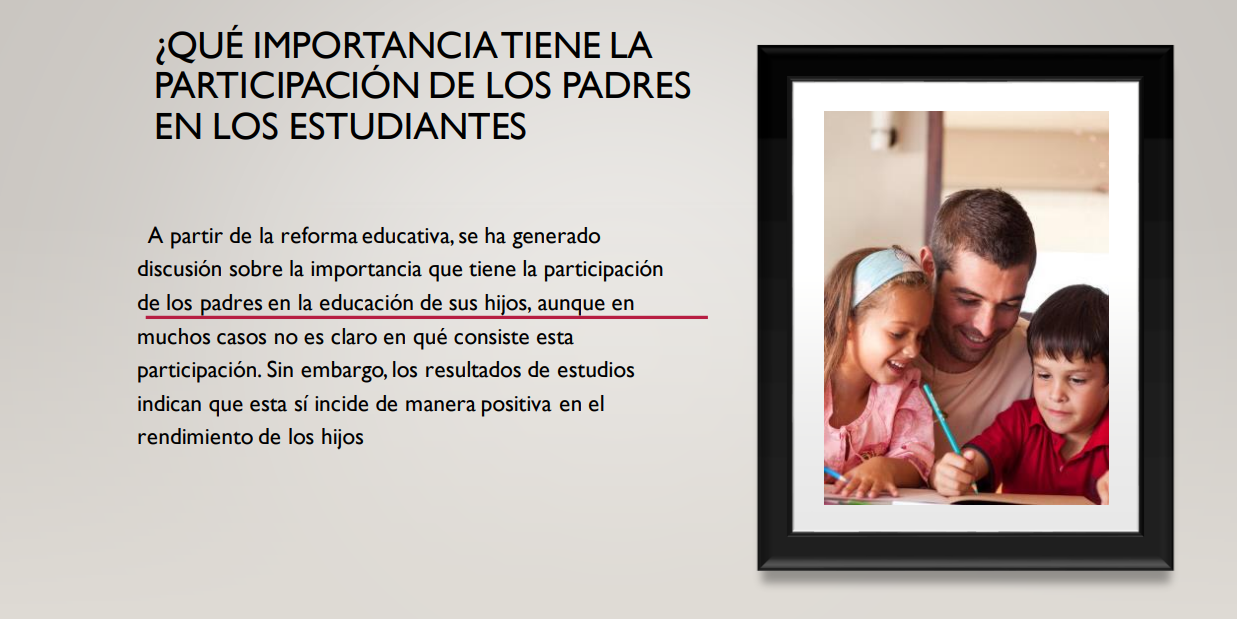 ¿QUÉ IMPORTANCIA TIENE LA
PARTICIPACIÓN DE LOS PADRES
EN LOS ESTUDIANTES
A partir de la reforma educativa, se ha generado
discusión sobre la importancia que tiene la participación
de los padres en la educación de sus hijos, aunque en
muchos casos no es claro en qué consiste esta
participación. Sin embargo, los resultados de estudios
indican que esta sí incide de manera positiva en el
rendimiento de los hijos